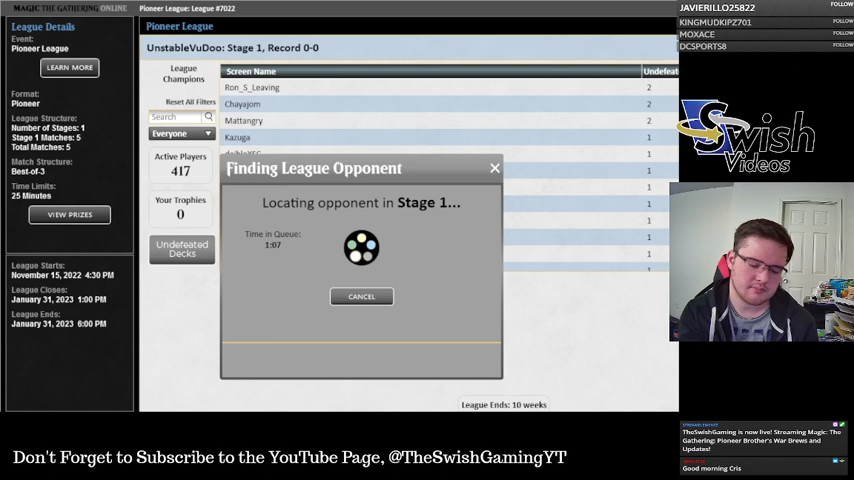 MAGIC THE GATHERING ONLINE
Pioneer League: League #7022
League Details
Event:
Pioneer League
LEARN MORE
Format:
Pioneer
League Structure:
Number of Stages: 1
Stage 1 Matches: 5
Total Matches: 5
Match Structure:
Best-of-3
Time Limits:
25 Minutes
VIEW PRIZES
League Starts:
November 15, 2022 4:30 PM
League Closes:
January 31, 2023 1:00 PM
League Ends:
January 31, 2023 6:00 PM
Pioneer League
UnstableVuDoo: Stage 1, Record 0-0
League
Champions
Reset All Filters
Search
Everyone
Active Players
417
Your Trophies
0
Undefeated
Decks
Screen Name
Undefeat
Ron_S_Leaving
2
Chayajom
2
Mattangry
2
Kazuga
1
1
1
1
1
1
1
1
Finding League Opponent
Locating opponent in Stage 1...
Time in Queue:
1:07
CANCEL
League Ends: 10 weeks
JAVIERILLO25822
FOLLOW
KINGMUDKIPZ701
FOLLOW
MOXACE
FOLLOW
DCSPORTS8
FOLLOW
Swish
Videos
STREAMELEMENTS
TheSwishGaming is now live! Streaming Magic: The
Gathering: Pioneer Brother's War Brews and
Updates!
Good morning Cris
Don't Forget to Subscribe to the YouTube Page, @TheSwishGamingYT